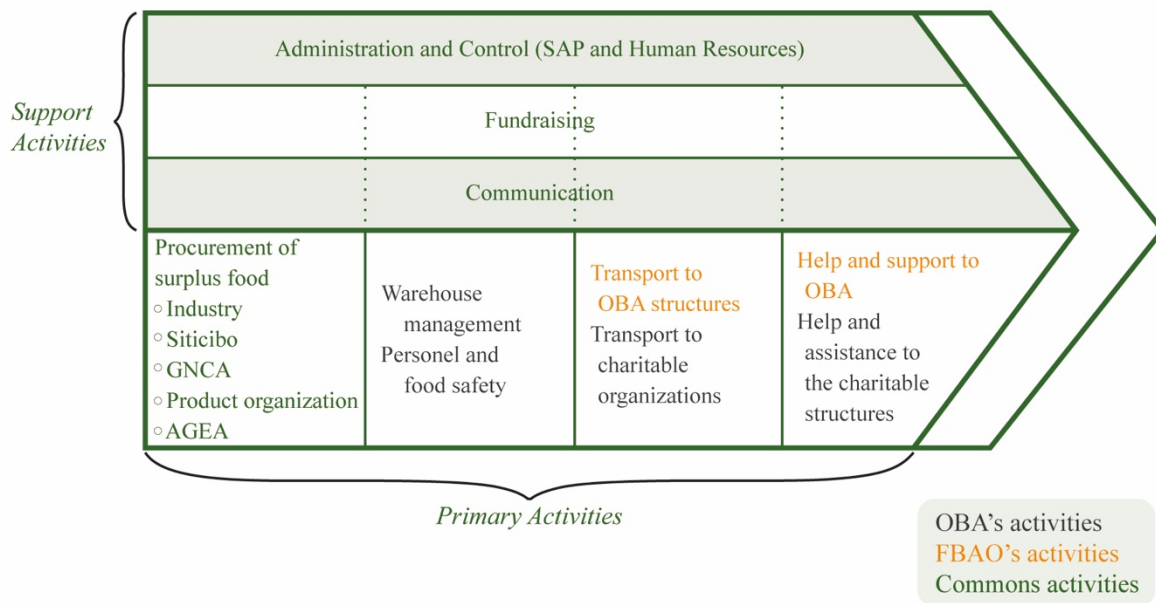 Administration and Control (SAP and Human Resources)
Support
Activities
Fundraising
Communication
Procurement of
surplus food
○ Industry
○ Siticibo
○ GNCA
○ Product organization
○ AGEA
Warehouse
management
Personel and
food safety
Transport to
OBA structures
Transport to
charitable
organizations
Help and support to
OBA
Help and
assistance to
the charitable
structures
Primary Activities
OBA's activities
FBAO's activities
Commons activities